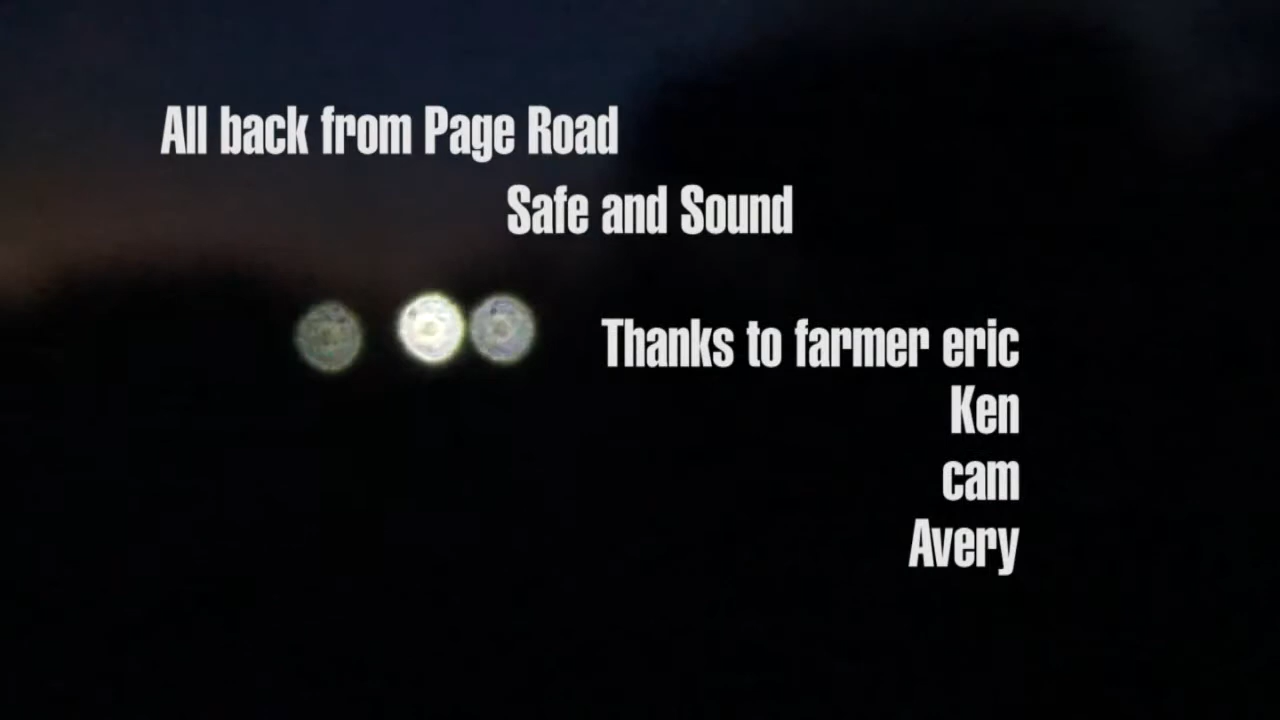 All back from Page Road
Safe and Sound
Thanks to farmer eric
Ken
cam
Avery